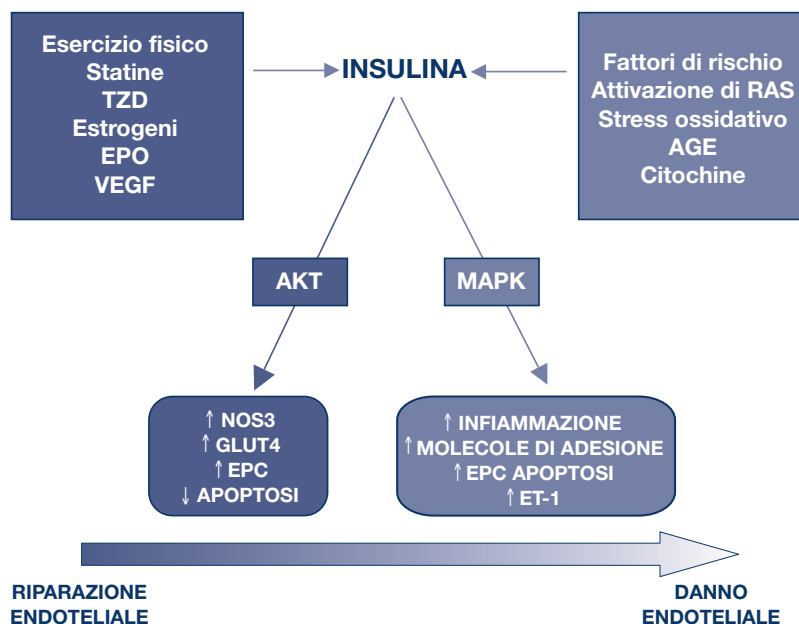 Esercizio fisico
Statine
TZD
Estrogeni
EPO
VEGF
INSULINA
Fattori di rischio
Attivazione di RAS
Stress ossidativo
AGE
Citochine
AKT
MAPK
↑ NOS3
↑ GLUT4
↑ EPC
↓ APOPTOSI
↑ INFIAMMAZIONE
↑ MOLECOLE DI ADESIONE
↑ EPC APOPTOSI
↑ ET-1
RIPARAZIONE
ENDOTELIALE
DANNO
ENDOTELIALE